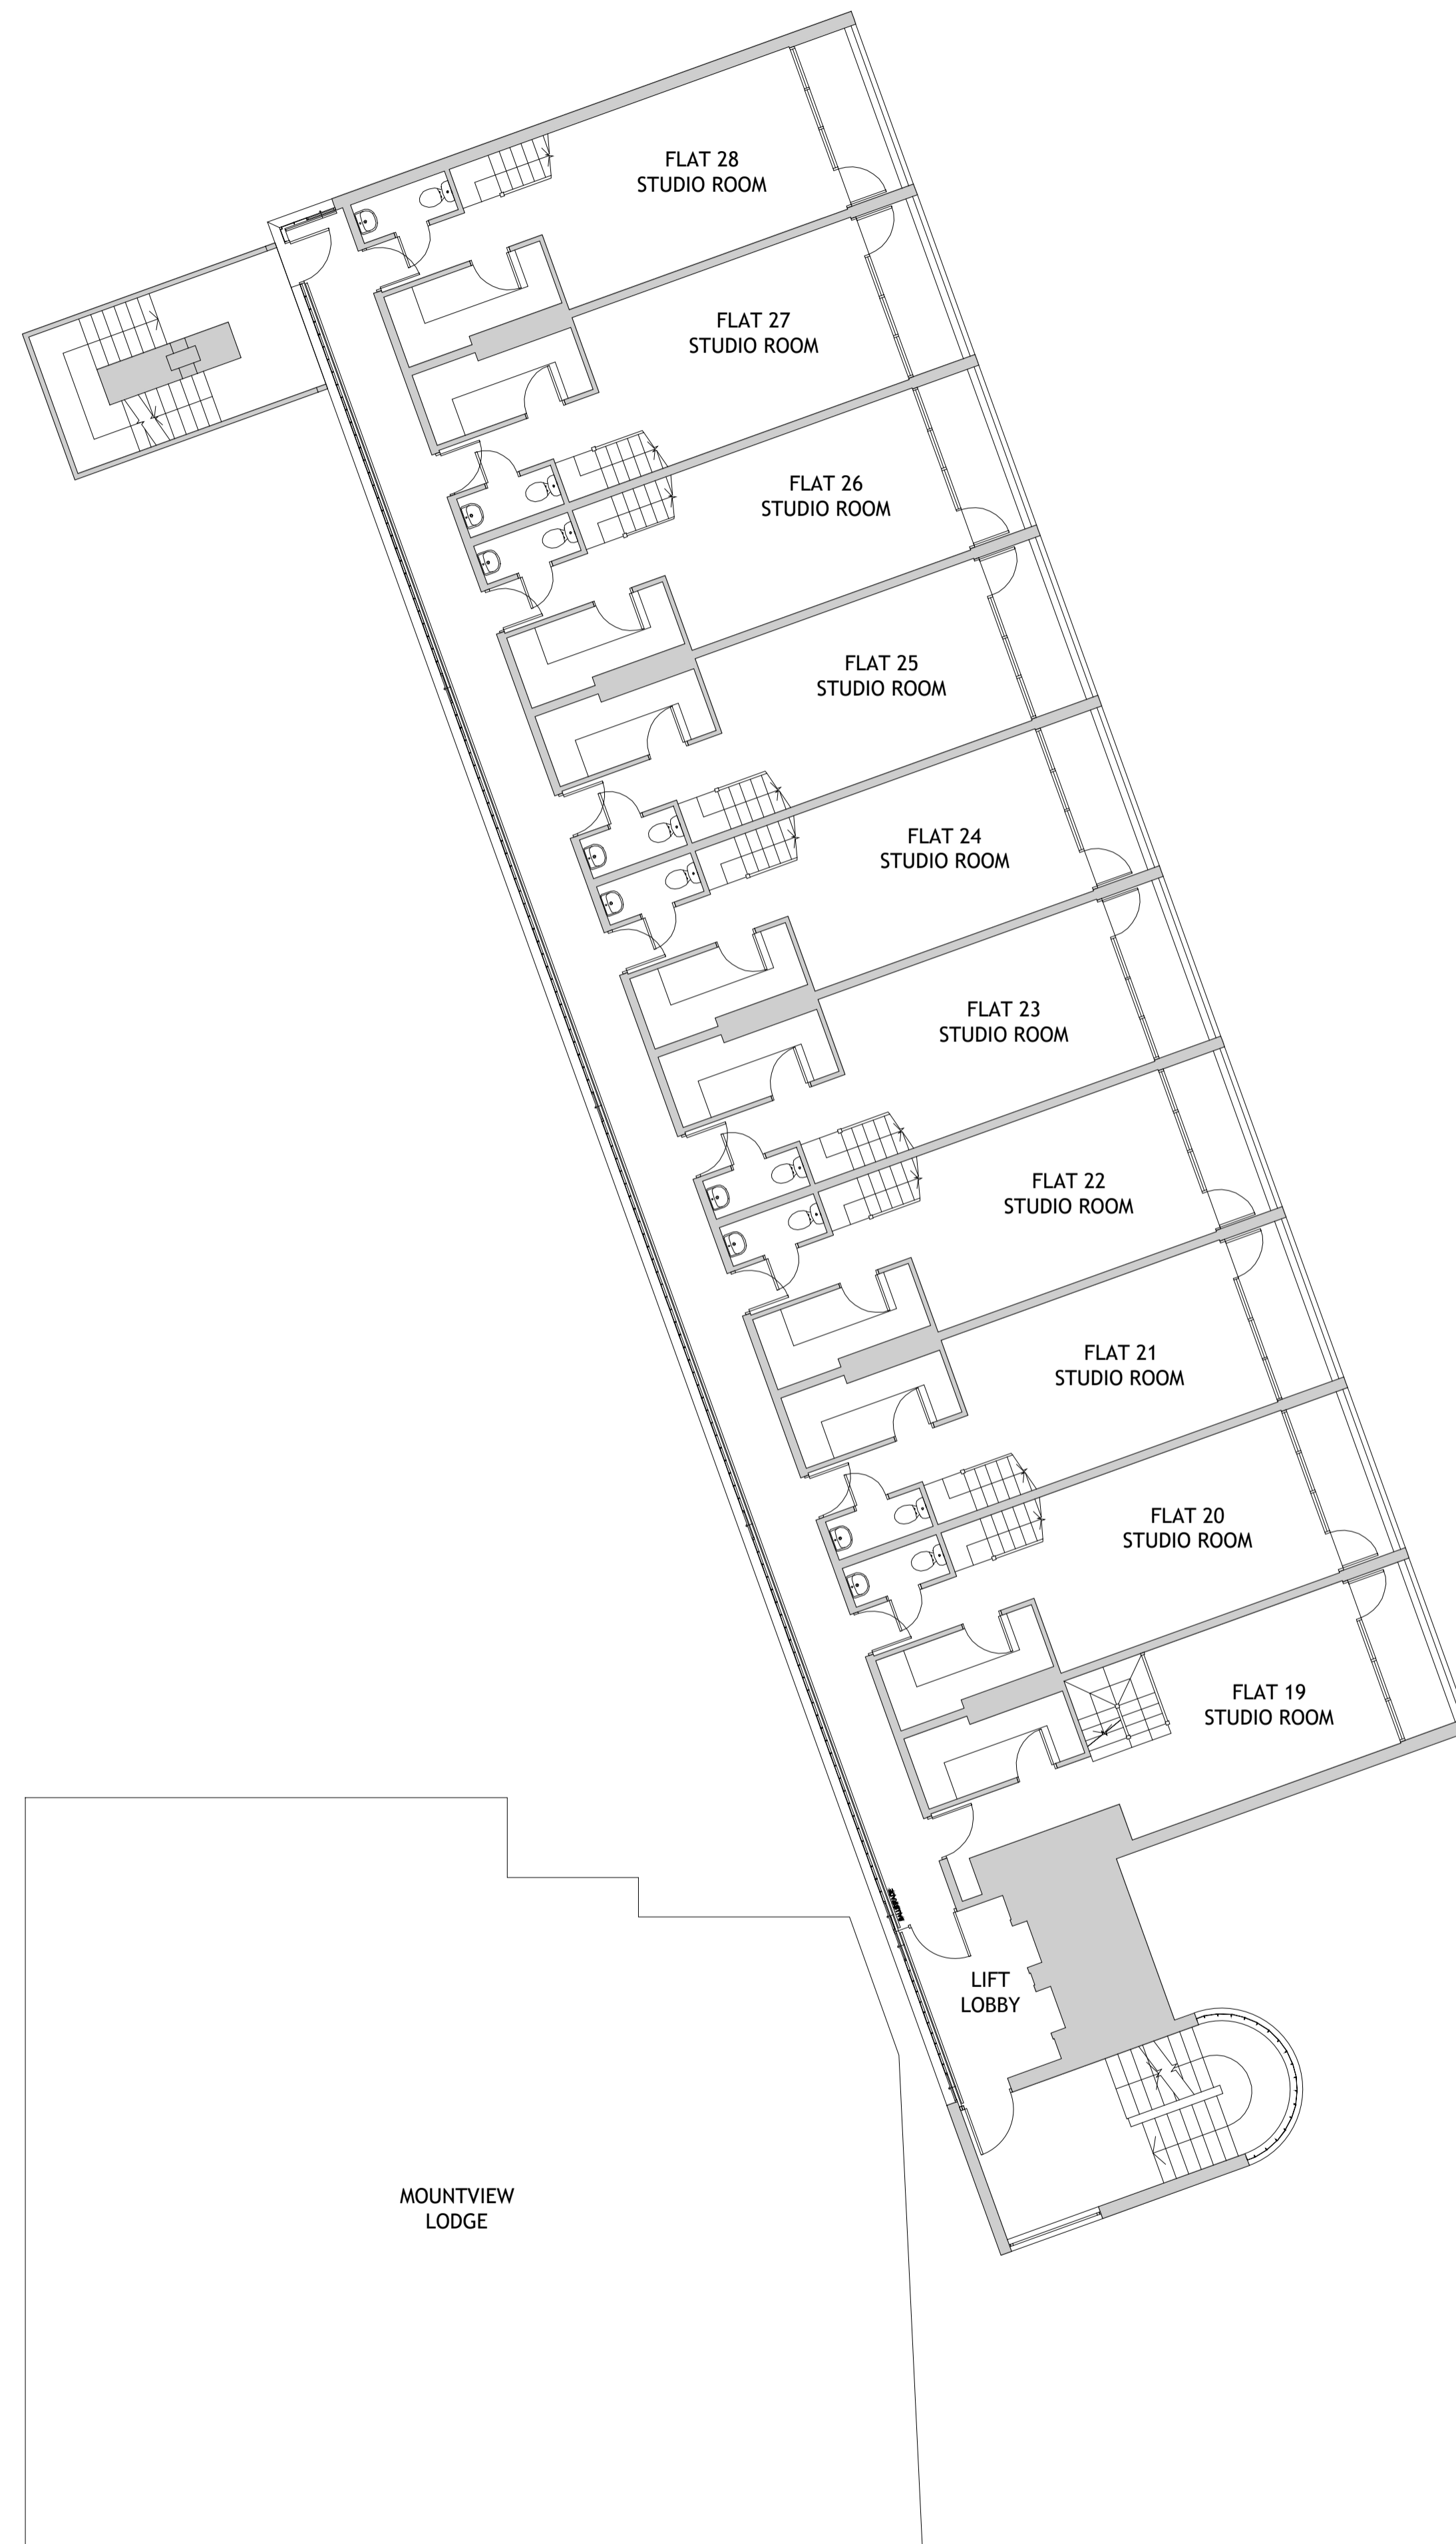 FLAT 28
STUDIO ROOM
FLAT 27
STUDIO ROOM
FLAT 26
STUDIO ROOM
FLAT 25
STUDIO ROOM
FLAT 24
STUDIO ROOM
FLAT 23
STUDIO ROOM
FLAT 22
STUDIO ROOM
FLAT 21
STUDIO ROOM
FLAT 20
STUDIO ROOM
FLAT 19
STUDIO ROOM
LIFT
LOBBY
MOUNTVIEW
LODGE